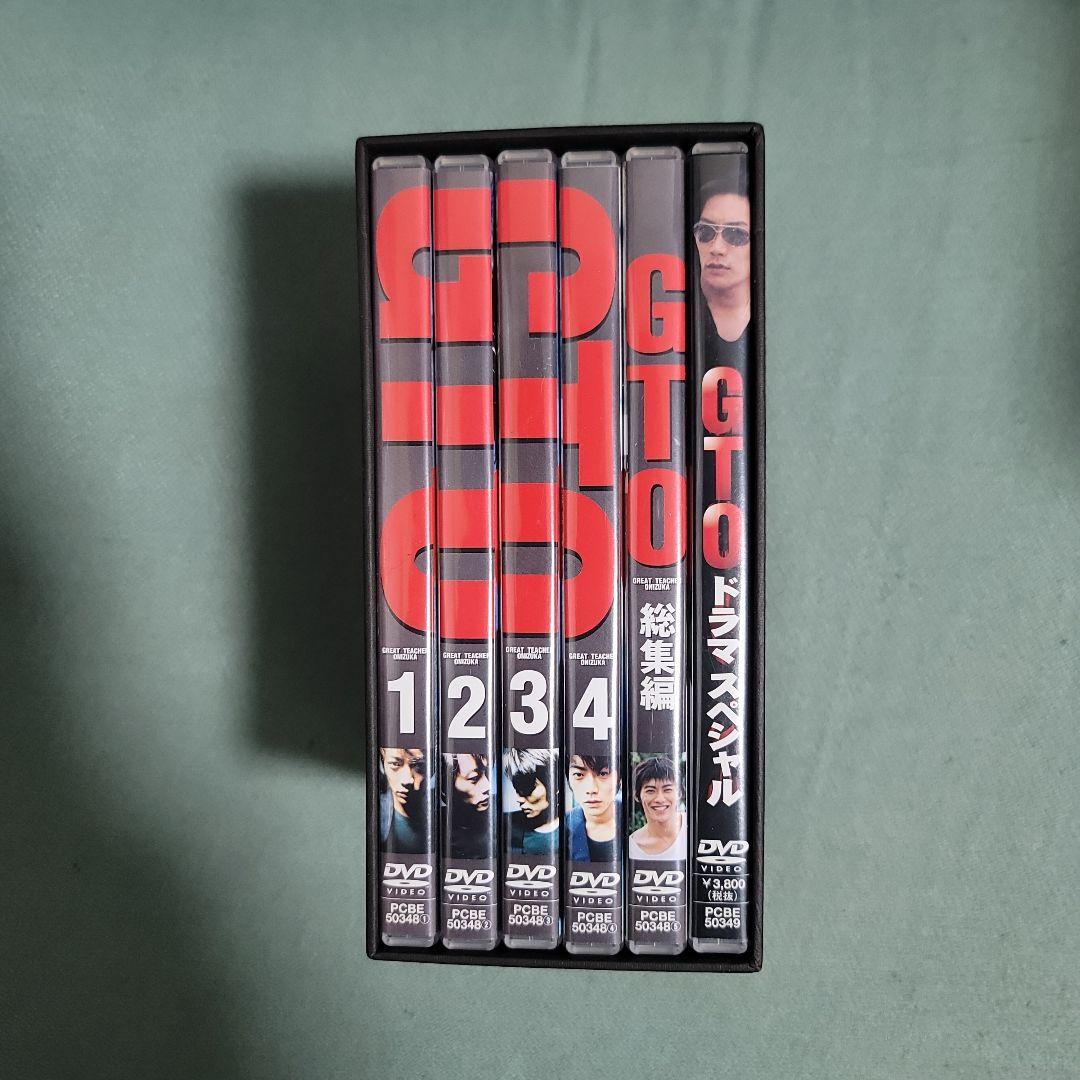 GTO
GREAT TEACHER
ONIZUKA
1
DVD
VIDEO
PCBE
50348①
GREAT TEACHER
ONIZUKA
2
DVD
VIDEO
PCBE
50348②
GREAT TEACHER
ONIZUKA
3
DVD
VIDEO
PCBE
50348③
GREAT TEACHER
ONIZUKA
4
DVD
VIDEO
PCBE
50348④
GTO
GREAT TEACHER
ONIZUKA
総集編
DVD
VIDEO
PCBE
50348⑤
GTO
ドラマスペシャル
DVD
VIDEO
¥3,800
(税抜)
PCBE
50349